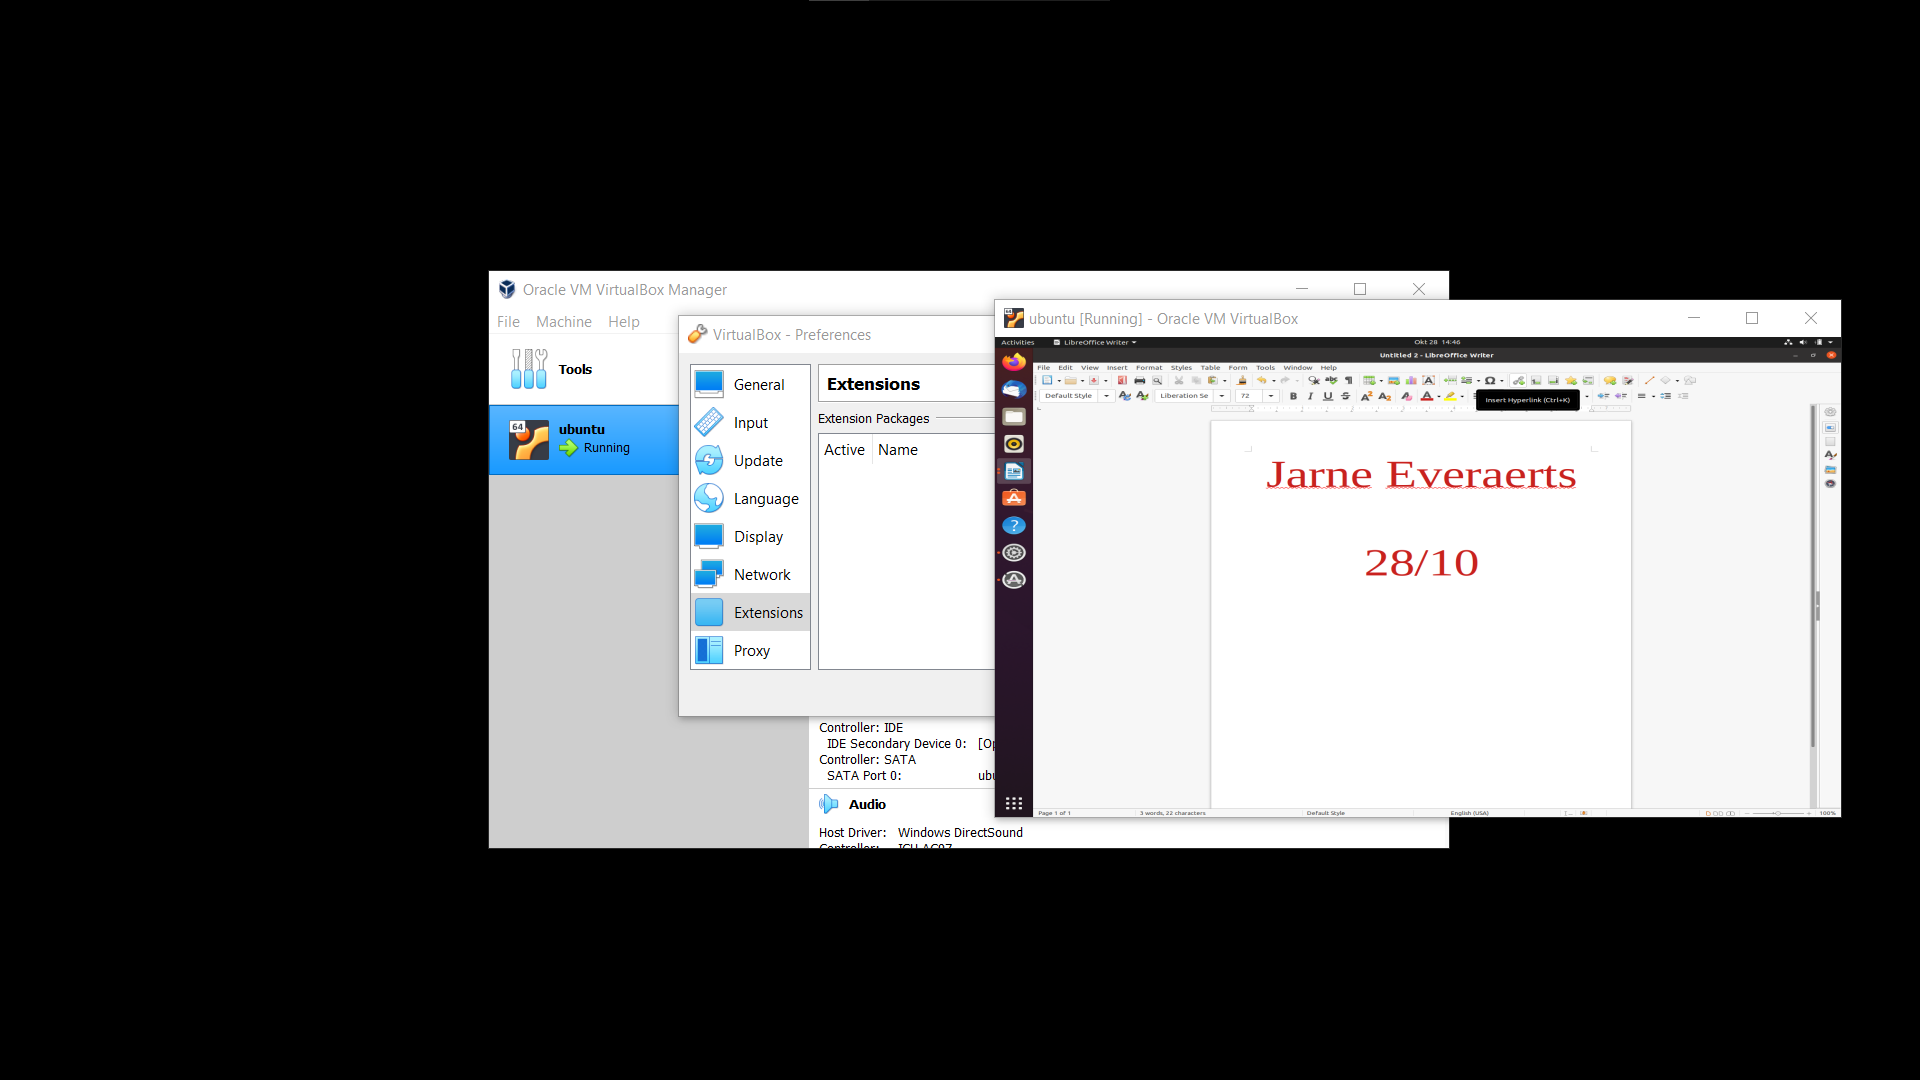 Oracle VM VirtualBox Manager
File Machine Help
Tools
64
ubuntu
Running
VirtualBox - Preferences
General
Input
Update
Language
Display
Network
Extensions
Proxy
Extensions
Extension Packages
Active Name
Controller: IDE
IDE Secondary Device 0: [Op
Controller: SATA
SATA Port 0: ubu
Audio
Host Driver: Windows DirectSound
Controller: ICH AC97
ubuntu [Running] - Oracle VM VirtualBox
Activities LibreOffice Writer Okt 28 14:46
Untitled 2 - LibreOffice Writer
File Edit View Insert Format Styles Table Form Tools Window Help
Default Style Liberation Se 72
Insert Hyperlink (Ctrl+K)
Jarne Everaerts
28/10
Page 1 of 1 3 words, 22 characters Default Style English (USA) 100%